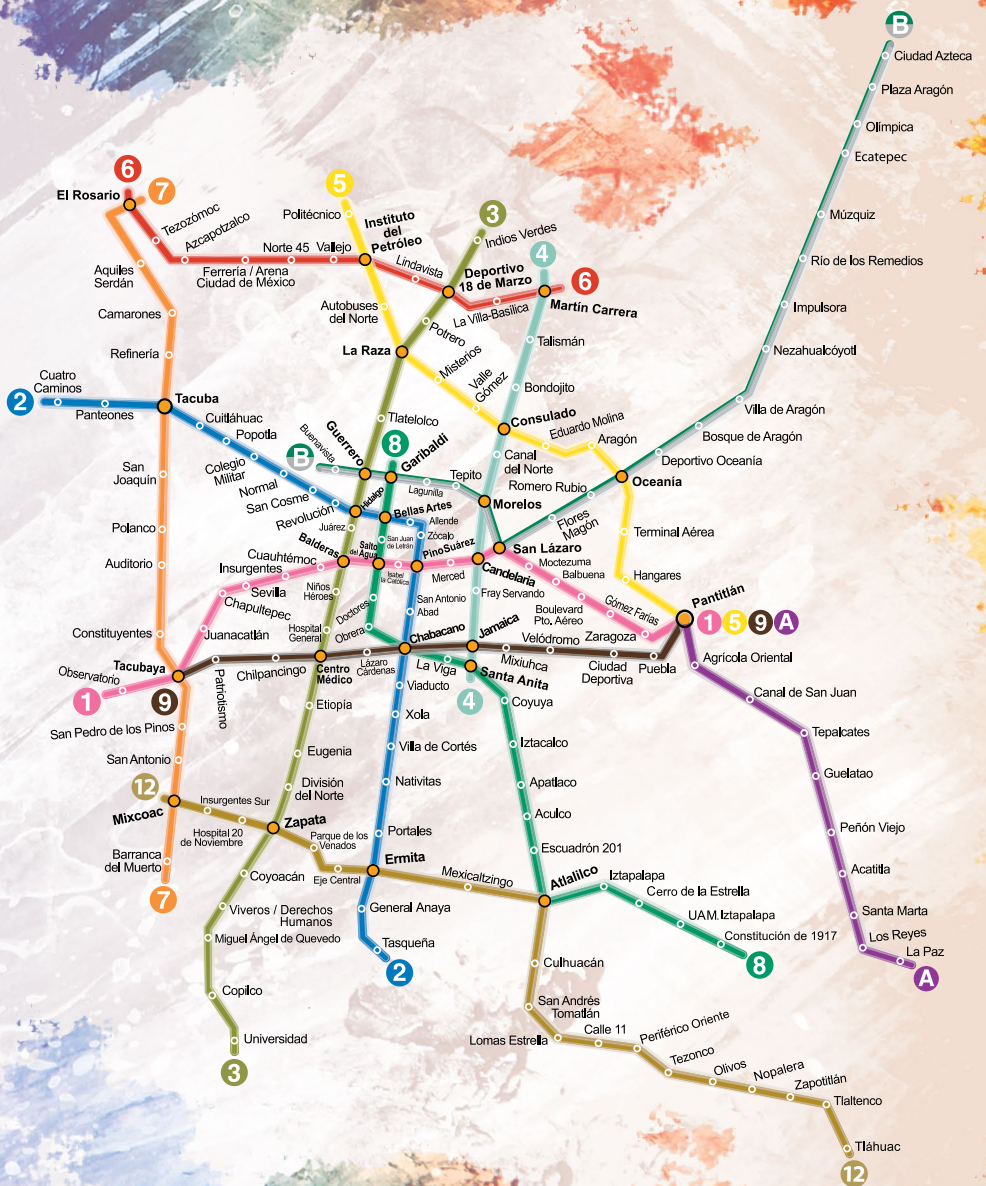 B
Ciudad Azteca
Plaza Aragón
Olímpica
Ecatepec
Múzquiz
Río de los Remedios
Impulsora
Nezahualcóyotl
Villa de Aragón
Bosque de Aragón
Deportivo Oceanía
Oceanía
Romero Rubio
Flores
Magón
San Lázaro
6
7
El Rosario
Tezozómoc
Azcapotzalco
Ferrería / Arena
Ciudad de México
Norte 45
Vallejo
5
Politécnico
Instituto
del
Petróleo
3
Indios Verdes
Lindavista
Deportivo
18 de Marzo
4
6
La Villa-Basílica
Martín Carrera
Aquiles
Serdán
Camarones
Refinería
Autobuses
del Norte
La Raza
Potrero
Misterios
Valle
Gómez
Talismán
Bondojito
Consulado
Eduardo Molina
Aragón
2
Cuatro
Caminos
Panteones
Tacuba
Cuitláhuac
Popotla
Colegio
Militar
Normal
San Cosme
Revolución
Tlatelolco
B
Buenavista
Guerrero
8
Garibaldi
Lagunilla
Tepito
Canal
del Norte
Morelos
Hidalgo
Bellas Artes
Allende
Zócalo
Juárez
San Juan
de Letrán
San
Joaquín
Polanco
Auditorio
Constituyentes
Terminal Aérea
Hangares
Pantitlán
1
5
9
A
Balderas
Salto
del Agua
Isabel
la Católica
Pino Suárez
Merced
Candelaria
Moctezuma
Balbuena
Boulevard
Pto. Aéreo
Gómez Farías
Zaragoza
Cuauhtémoc
Insurgentes
Sevilla
Chapultepec
Juanacatlán
Tacubaya
Observatorio
1
9
Niños
Héroes
Hospital
General
Doctores
Obrera
San Antonio
Abad
Fray Servando
Patriotismo
Chilpancingo
Centro
Médico
Lázaro
Cárdenas
Chabacano
La Viga
Jamaica
Santa Anita
4
Mixiuhca
Velódromo
Ciudad
Deportiva
Puebla
Agrícola Oriental
Canal de San Juan
Tepalcates
Guelatao
Peñón Viejo
Acatitla
Santa Marta
Los Reyes
La Paz
A
San Pedro de los Pinos
San Antonio
12
Mixcoac
Barranca
del Muerto
7
Etiopía
Eugenia
División
del Norte
Insurgentes Sur
Hospital 20
de Noviembre
Zapata
Parque de los
Venados
Eje Central
Viaducto
Xola
Villa de Cortés
Nativitas
Portales
Ermita
General Anaya
Tasqueña
2
Coyuya
Iztacalco
Apatlaco
Aculco
Escuadrón 201
Mexicaltzingo
Atlalilco
Iztapalapa
Cerro de la Estrella
UAM. Iztapalapa
Constitución de 1917
8
Coyoacán
Viveros / Derechos
Humanos
Miguel Ángel de Quevedo
Copilco
Universidad
3
Culhuacán
San Andrés
Tomatlán
Lomas Estrella
Calle 11
Periférico Oriente
Tezonco
Olivos
Nopalera
Zapotitlán
Tlaltenco
Tláhuac
12